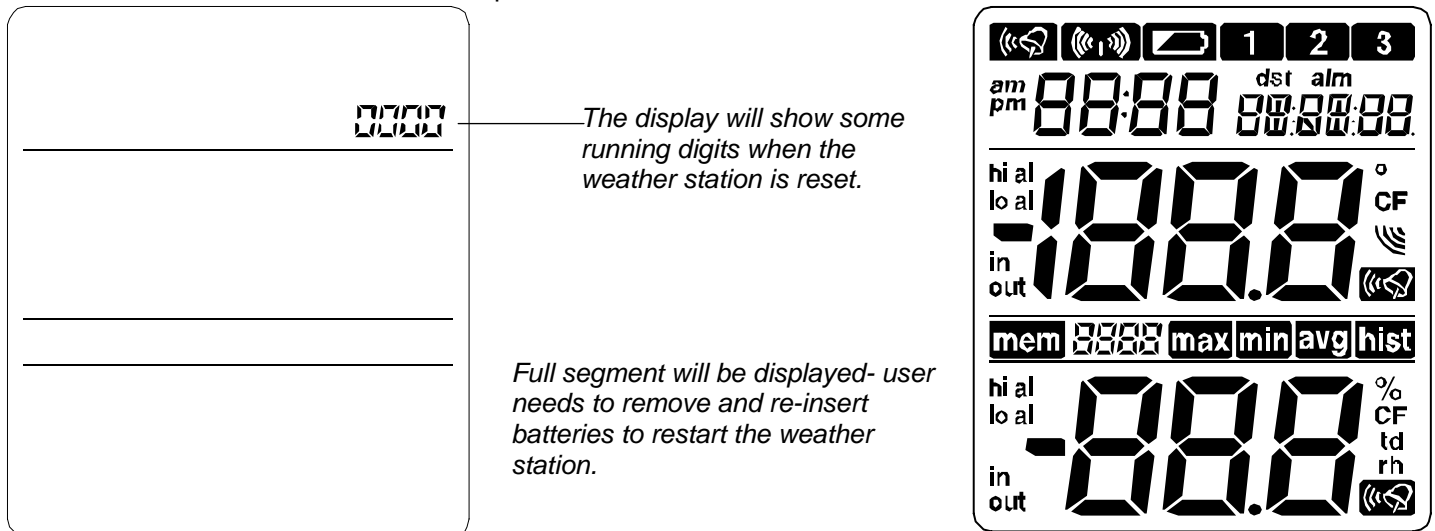 0000
The display will show some
running digits when the
weather station is reset.
Full segment will be displayed- user
needs to remove and re-insert
batteries to restart the weather
station.
1 2 3
am dst alm
pm 88:88
hi al °
lo al CF
-188.8
in
out
mem 8888 max min avg hist
hi al %
lo al CF
-88.8 td
in rh
out